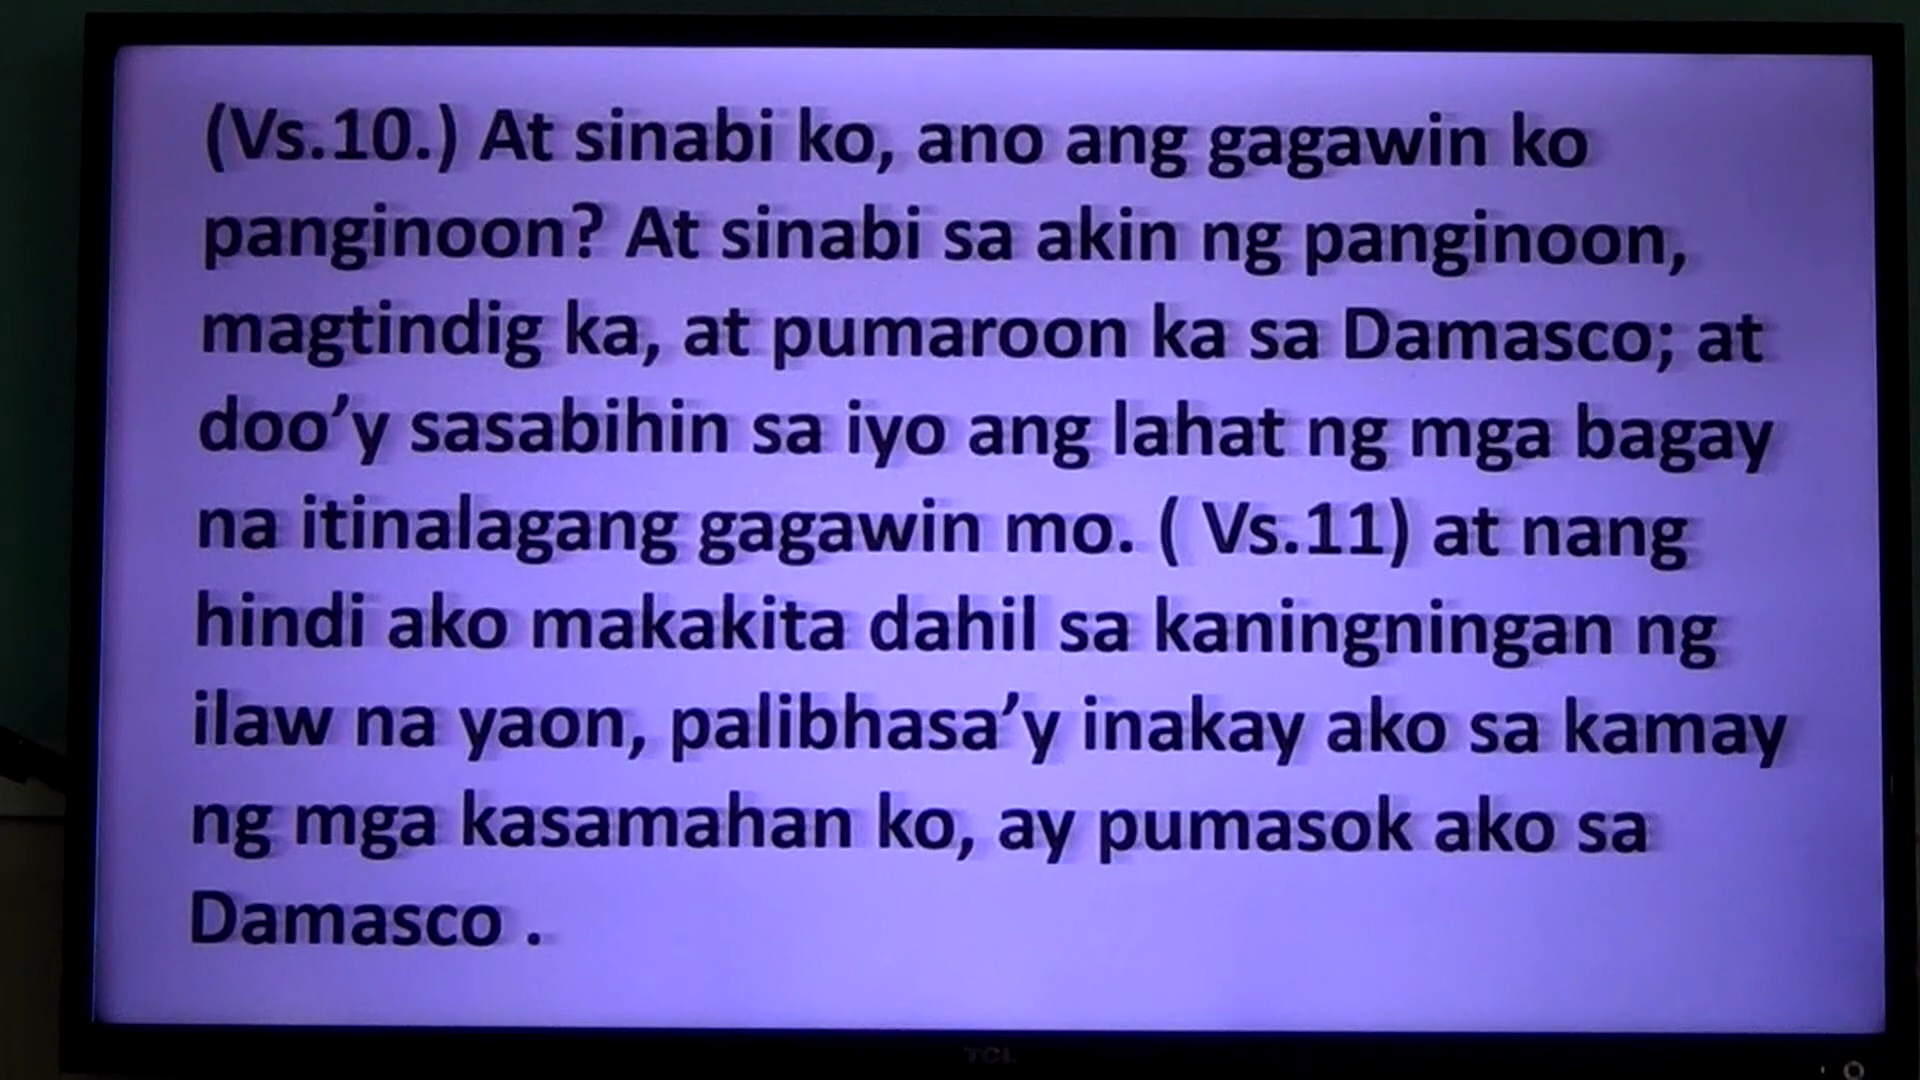 (Vs.10.) At sinabi ko, ano ang gagawin ko
panginoon? At sinabi sa akin ng panginoon,
magtindig ka, at pumaroon ka sa Damasco; at
doo’y sasabihin sa iyo ang lahat ng mga bagay
na itinalagang gagawin mo. ( Vs.11) at nang
hindi ako makakita dahil sa kaningningan ng
ilaw na yaon, palibhasa’y inakay ako sa kamay
ng mga kasamahan ko, ay pumasok ako sa
Damasco .
TCL